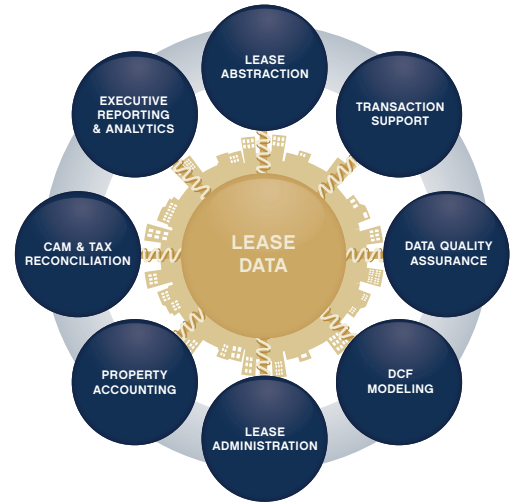 LEASE
ABSTRACTION
TRANSACTION
SUPPORT
DATA QUALITY
ASSURANCE
DCF
MODELING
LEASE
ADMINISTRATION
PROPERTY
ACCOUNTING
CAM & TAX
RECONCILIATION
EXECUTIVE
REPORTING
& ANALYTICS
LEASE
DATA